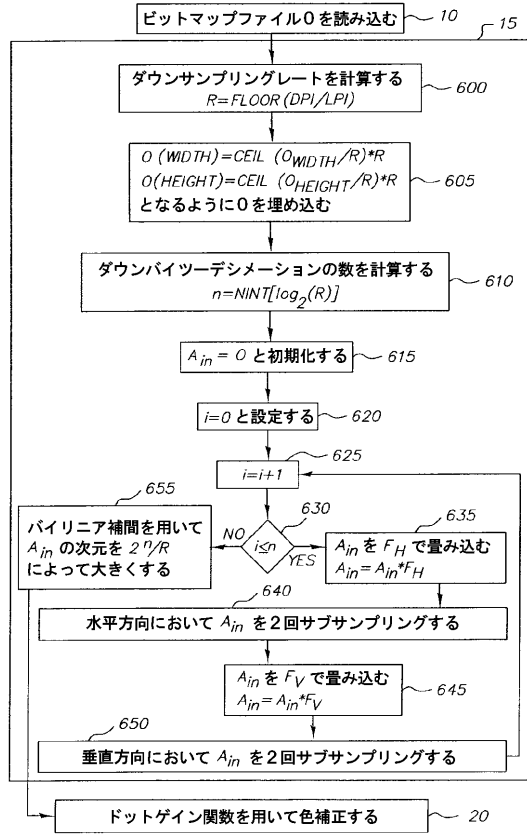 ビットマップファイルOを読み込む
10
15
ダウンサンプリングレートを計算する
R=FLOOR(DPI/LPI)
600
O (WIDTH)=CEIL (O_WIDTH/R)*R
O(HEIGHT)=CEIL (O_HEIGHT/R)*R
となるようにOを埋め込む
605
ダウンバイツーデシメーションの数を計算する
n=NINT[log_2(R)]
610
A_in = O と初期化する
615
i=0 と設定する
620
625
i=i+1
630
i≤n
NO
YES
655
バイリニア補間を用いて
A_in の次元を 2^n/R
によって大きくする
635
A_in を F_H で畳み込む
A_in=A_in*F_H
640
水平方向において A_in を2回サブサンプリングする
A_in を F_V で畳み込む
A_in=A_in*F_V
645
650
垂直方向において A_in を2回サブサンプリングする
ドットゲイン関数を用いて色補正する
20